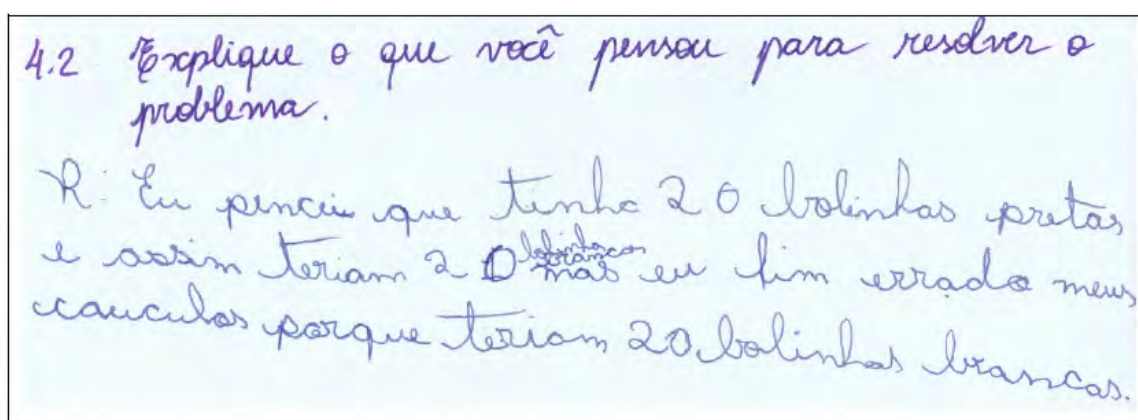 4.2 Explique o que você pensou para resolver o
problema.
R: Eu pencei que tinha 20 bolinhas pretas
e assim teriam 20 bolinhas brancas mas eu fim errado meus
caucculos porque teriam 20 bolinhas brancas.